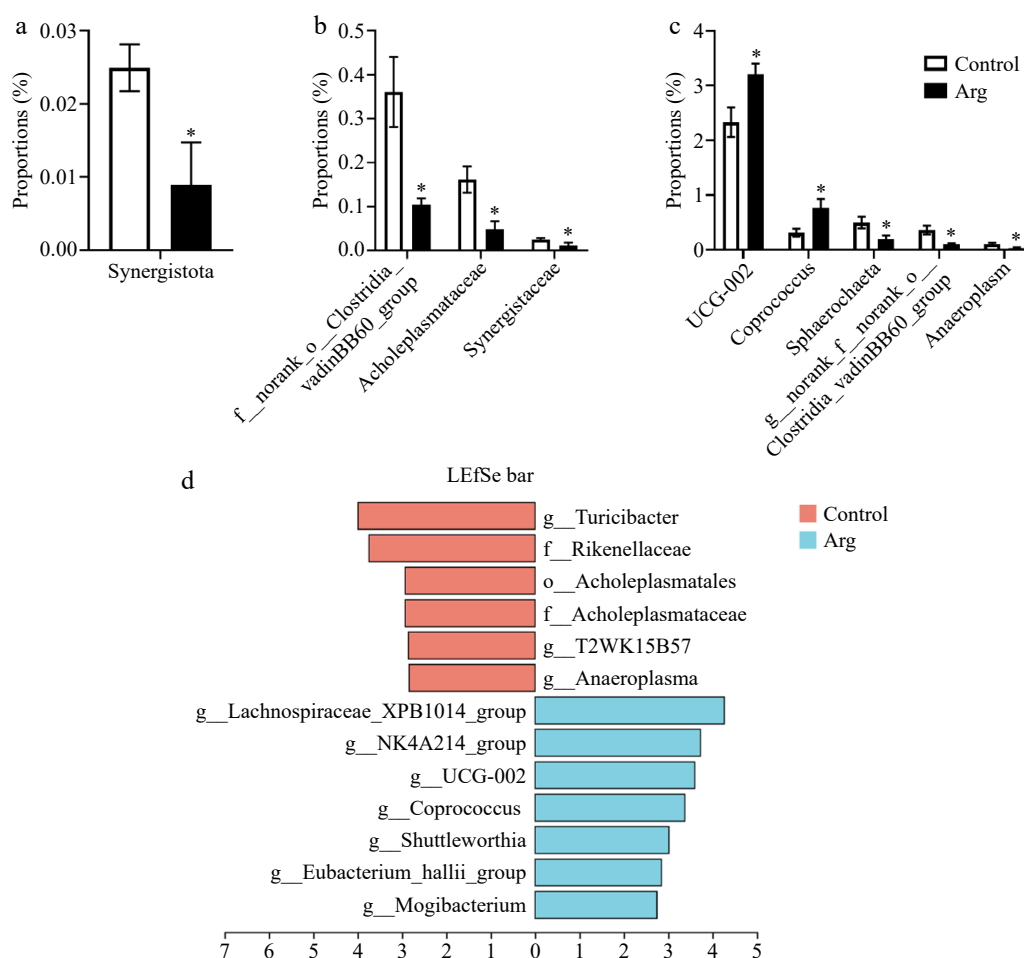 a
Proportions (%)
0.03
0.02
0.01
0.00
*
Synergistota
b
Proportions (%)
0.5
0.4
0.3
0.2
0.1
0.0
*
*
*
f__norank_o__Clostridia_
vadinBB60_group
Acholeplasmataceae
Synergistaceae
c
Proportions (%)
4
3
2
1
0
*
*
*
*
*
UCG-002
Coprococcus
Sphaerochaeta
g__norank_f__norank_o__
Clostridia_vadinBB60_group
Anaeroplasm
Control
Arg
d
LEfSe bar
g__Turicibacter
f__Rikenellaceae
o__Acholeplasmatales
f__Acholeplasmataceae
g__T2WK15B57
g__Anaeroplasma
g__Lachnospiraceae_XPB1014_group
g__NK4A214_group
g__UCG-002
g__Coprococcus
g__Shuttleworthia
g__Eubacterium_hallii_group
g__Mogibacterium
Control
Arg
7 6 5 4 3 2 1 0 1 2 3 4 5